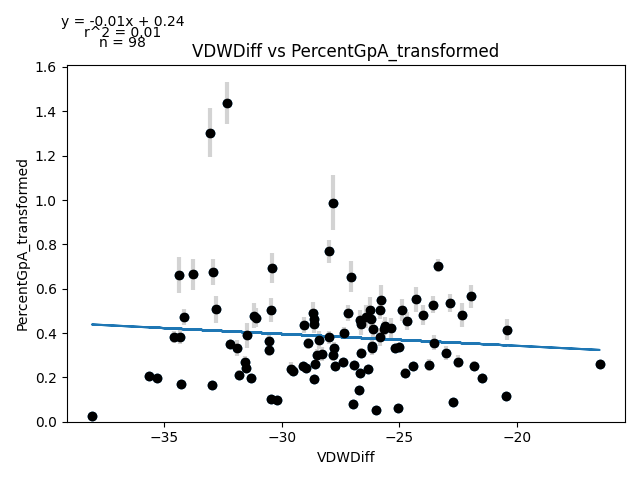 y = -0.01x + 0.24
r^2 = 0.01
n = 98
VDWDiff vs PercentGpA_transformed
1.6
1.4
1.2
1.0
0.8
0.6
0.4
0.2
0.0
PercentGpA_transformed
−35
−30
−25
−20
VDWDiff